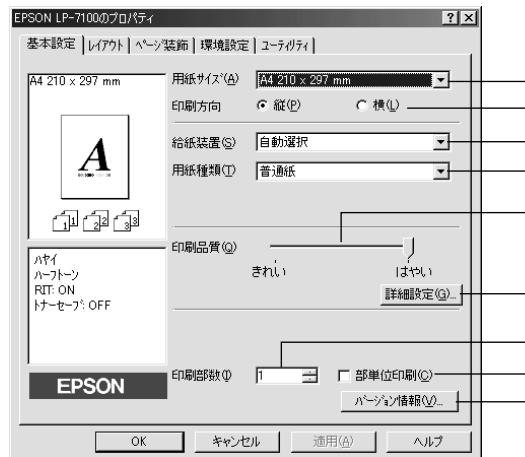 EPSON LP-7100のプロパティ
基本設定 レイアウト ページ装飾 環境設定 ユーティリティ
A4 210 x 297 mm
A
1 1 2 2 3 3
ハヤイ
ハーフトーン
RIT: ON
トナーセーブ: OFF
EPSON
用紙サイズ(A) A4 210 x 297 mm
印刷方向 縦(P) 横(L)
給紙装置(S) 自動選択
用紙種類(T) 普通紙
印刷品質(Q)
きれい はやい
詳細設定(G)...
印刷部数(I) 1 部単位印刷(C)
バージョン情報(V)...
OK キャンセル 適用(A) ヘルプ